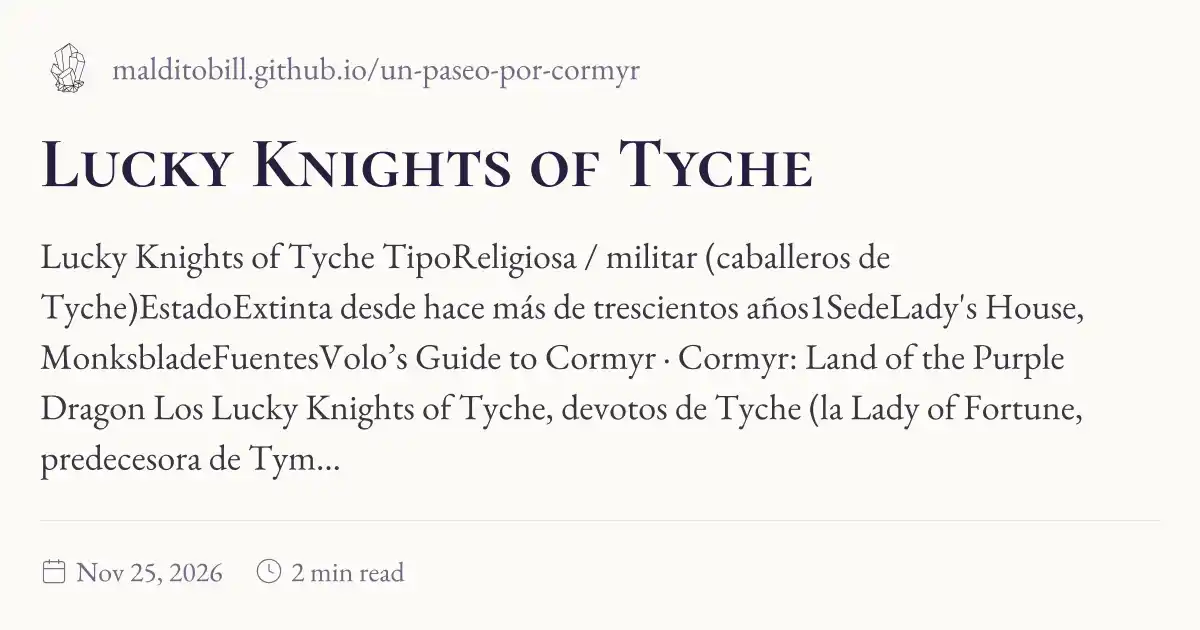 malditobill.github.io/un-paseo-por-cormyr
Lucky Knights of Tyche
Lucky Knights of Tyche TipoReligiosa / militar (caballeros de
Tyche)EstadoExtinta desde hace más de trescientos años1SedeLady's House,
MonksbladeFuentesVolo’s Guide to Cormyr · Cormyr: Land of the Purple
Dragon Los Lucky Knights of Tyche, devotos de Tyche (la Lady of Fortune,
predecesora de Tym...
Nov 25, 2026 2 min read